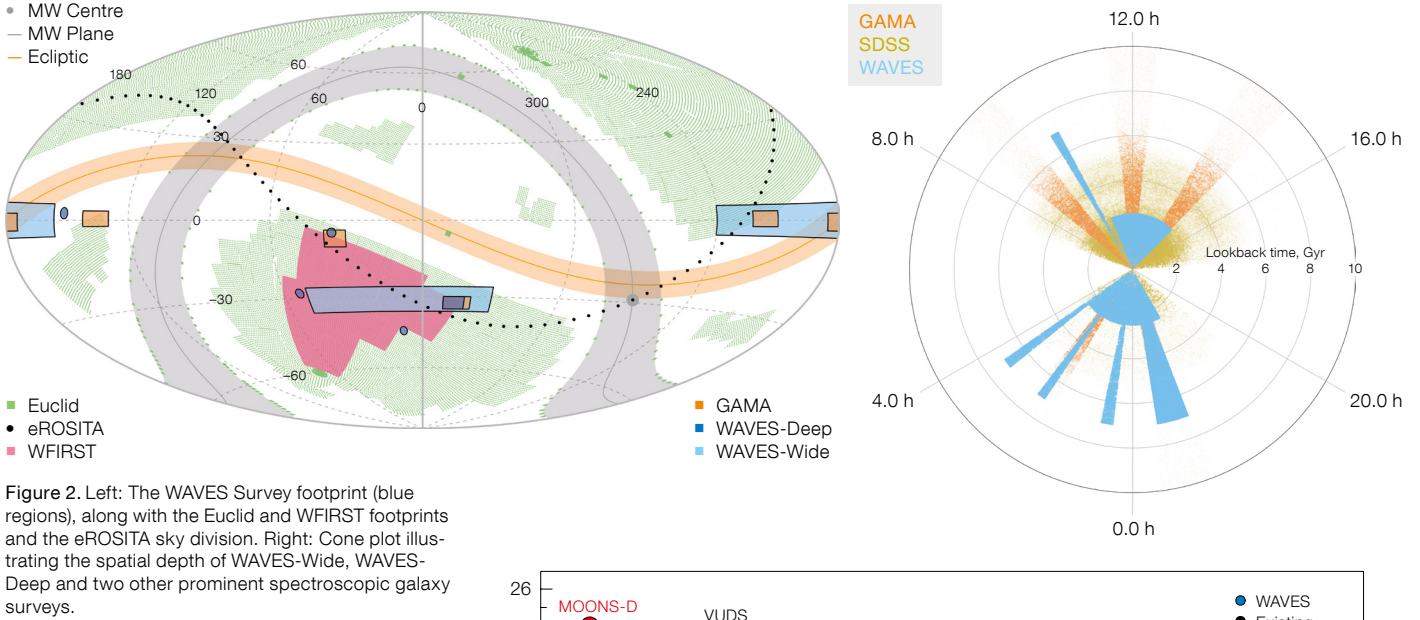 MW Centre
MW Plane
Ecliptic
180
120
60
60
0
300
240
30
0
−30
−60
Euclid
eROSITA
WFIRST
GAMA
WAVES-Deep
WAVES-Wide
GAMA
SDSS
WAVES
12.0 h
8.0 h
16.0 h
Lookback time, Gyr
2 4 6 8 10
4.0 h
20.0 h
0.0 h
Figure 2. Left: The WAVES Survey footprint (blue
regions), along with the Euclid and WFIRST footprints
and the eROSITA sky division. Right: Cone plot illus-
trating the spatial depth of WAVES-Wide, WAVES-
Deep and two other prominent spectroscopic galaxy
surveys.
26
MOONS-D
VUDS
WAVES
Existing